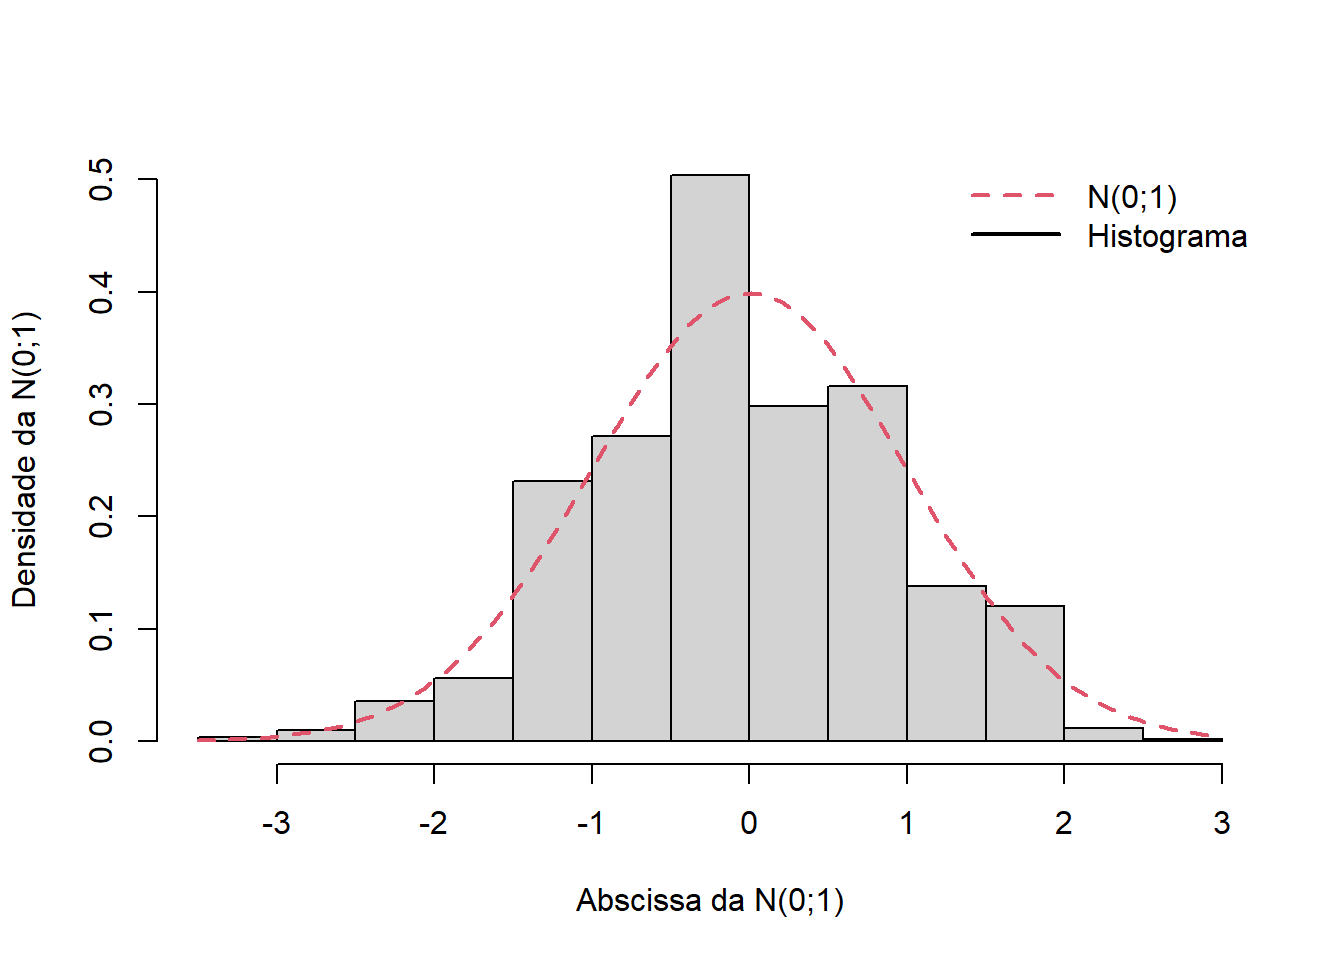 N(0;1)
Histograma
Densidade da N(0;1)
0.5
0.4
0.3
0.2
0.1
0.0
-3 -2 -1 0 1 2 3
Abscissa da N(0;1)